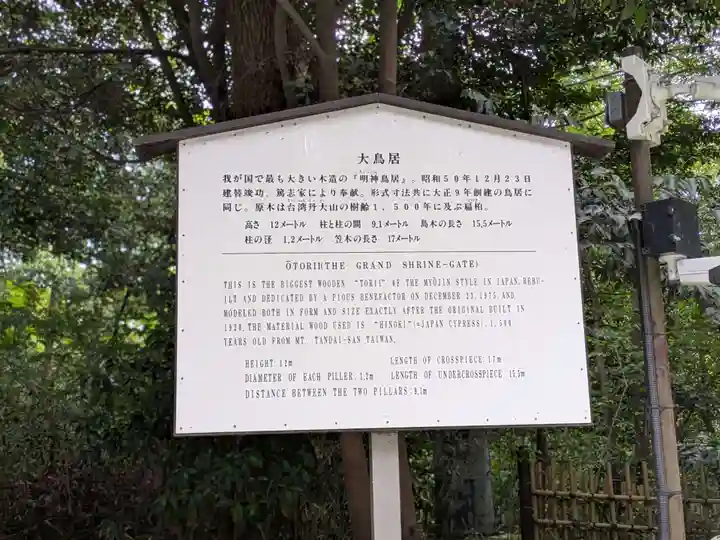 大鳥居
我が国で最も大きい木造の『明神鳥居』。昭和50年12月23日
建替竣功。篤志家により奉献。形式寸法共に大正9年創建の鳥居に
同じ。原木は台湾丹大山の樹齢1,500年に及ぶ扁柏。
高さ 12メートル 柱と柱の間 9.1メートル 島木の長さ 15.5メートル
柱の径 1.2メートル 笠木の長さ 17メートル
ŌTORII(THE GRAND SHRINE-GATE)
THIS IS THE BIGGEST WOODEN "TORII" OF THE MYŌJIN STYLE IN JAPAN, REBU-
ILT AND DEDICATED BY A PIOUS BENEFACTOR ON DECEMBER 23, 1975, AND
MODELED BOTH IN FORM AND SIZE EXACTLY AFTER THE ORIGINAL BUILT IN
1920. THE MATERIAL WOOD USED IS "HINOKI"(=JAPAN CYPRESS), 1,500
YEARS OLD FROM MT. TANDAI-SAN TAIWAN.
HEIGHT: 12m LENGTH OF CROSSPIECE: 17m
DIAMETER OF EACH PILLER: 1.2m LENGTH OF UNDERCROSSPIECE 15.5m
DISTANCE BETWEEN THE TWO PILLARS: 9.1m